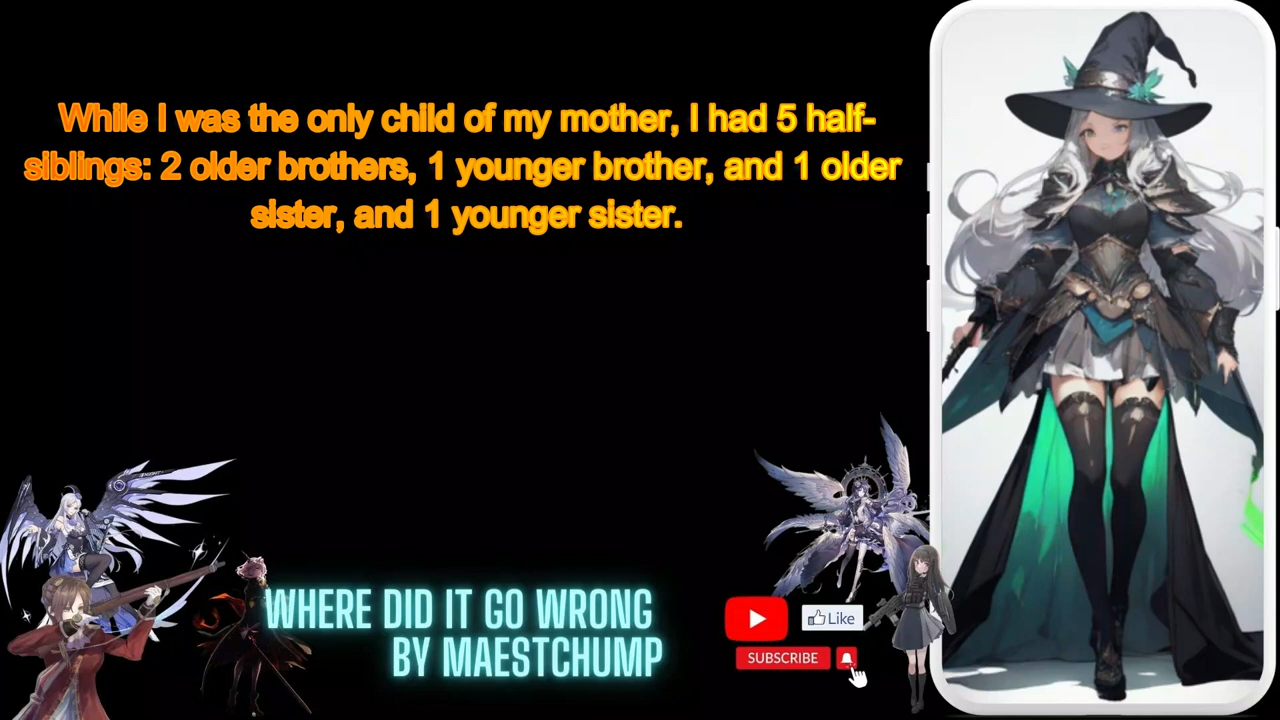 While I was the only child of my mother, I had 5 half-
siblings: 2 older brothers, 1 younger brother, and 1 older
sister, and 1 younger sister.
WHERE DID IT GO WRONG
BY MAESTCHUMP
Like
SUBSCRIBE